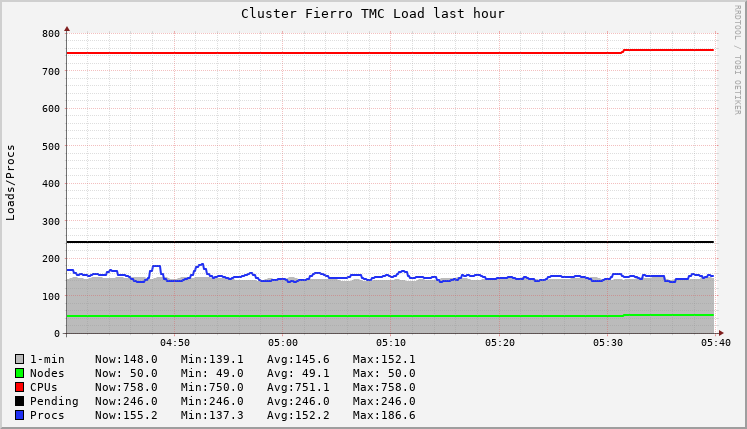 Cluster Fierro TMC Load last hour
RRDTOOL / TOBI OETIKER
Loads/Procs
800
700
600
500
400
300
200
100
0
04:50 05:00 05:10 05:20 05:30 05:40
1-min Now:148.0 Min:139.1 Avg:145.6 Max:152.1
Nodes Now: 50.0 Min: 49.0 Avg: 49.1 Max: 50.0
CPUs Now:758.0 Min:750.0 Avg:751.1 Max:758.0
Pending Now:246.0 Min:246.0 Avg:246.0 Max:246.0
Procs Now:155.2 Min:137.3 Avg:152.2 Max:186.6